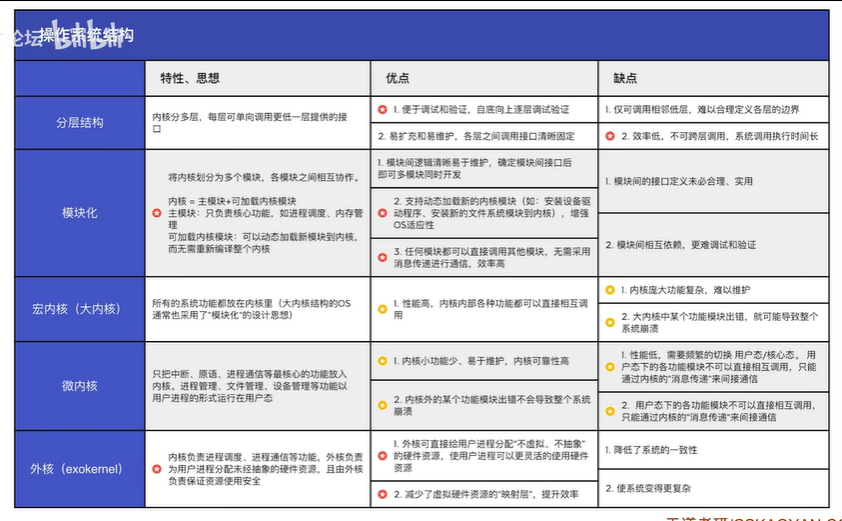 论坛 bilibili
操作系统结构
特性、思想
优点
缺点
分层结构
内核分多层，每层可单向调用更低一层提供的接
口
1. 便于调试和验证，自底向上逐层调试验证
2. 易扩充和易维护，各层之间调用接口清晰固定
1. 仅可调用相邻低层，难以合理定义各层的边界
2. 效率低，不可跨层调用，系统调用执行时间长
模块化
将内核划分为多个模块，各模块之间相互协作。
内核 = 主模块+可加载内核模块
主模块：只负责核心功能，如进程调度、内存管
理
可加载内核模块：可以动态加载新模块到内核，
而无需重新编译整个内核
1. 模块间逻辑清晰易于维护，确定模块间接口后
即可多模块同时开发
2. 支持动态加载新的内核模块（如：安装设备驱
动程序、安装新的文件系统模块到内核），增强
OS适应性
3. 任何模块都可以直接调用其他模块，无需采用
消息传递进行通信，效率高
1. 模块间的接口定义未必合理、实用
2. 模块间相互依赖，更难调试和验证
宏内核（大内核）
所有的系统功能都放在内核里（大内核结构的OS
通常也采用了“模块化”的设计思想）
1. 性能高，内核内部各种功能都可以直接相互调
用
1. 内核庞大功能复杂，难以维护
2. 大内核中某个功能模块出错，就可能导致整个
系统崩溃
微内核
只把中断、原语、进程通信等最核心的功能放入
内核。进程管理、文件管理、设备管理等功能以
用户进程的形式运行在用户态
1. 内核小功能少、易于维护，内核可靠性高
2. 内核外的某个功能模块出错不会导致整个系统
崩溃
1. 性能低，需要频繁的切换 用户态/核心态。 用
户态下的各功能模块不可以直接相互调用，只能
通过内核的“消息传递”来间接通信
2. 用户态下的各功能模块不可以直接相互调用，
只能通过内核的“消息传递”来间接通信
外核（exokernel）
内核负责进程调度、进程通信等功能，外核负责
为用户进程分配未经抽象的硬件资源，且由外核
负责保证资源使用安全
1. 外核可直接给用户进程分配“不虚拟、不抽象”
的硬件资源，使用户进程可以更灵活的使用硬件
资源
2. 减少了虚拟硬件资源的“映射层”，提升效率
1. 降低了系统的一致性
2. 使系统变得更复杂